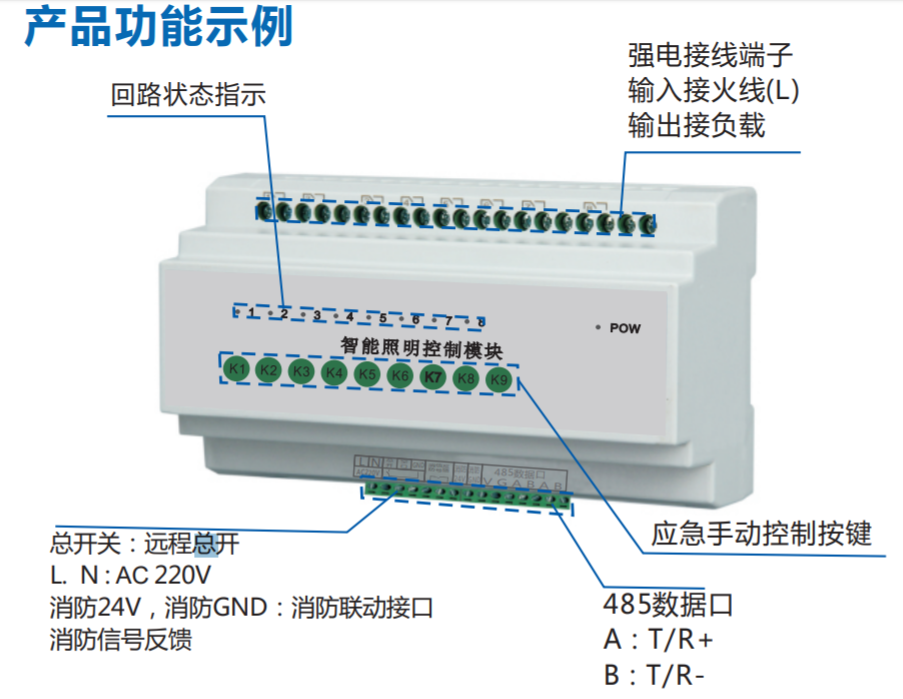 产品功能示例
强电接线端子
输入接火线(L)
输出接负载
回路状态指示
1 2 3 4 5 6 7 8
POW
智能照明控制模块
K1 K2 K3 K4 K5 K6 K7 K8 K9
L N
485数据口
V G A B A B
总开关：远程总开
L. N : AC 220V
消防24V，消防GND：消防联动接口
消防信号反馈
应急手动控制按键
485数据口
A : T/R+
B : T/R-